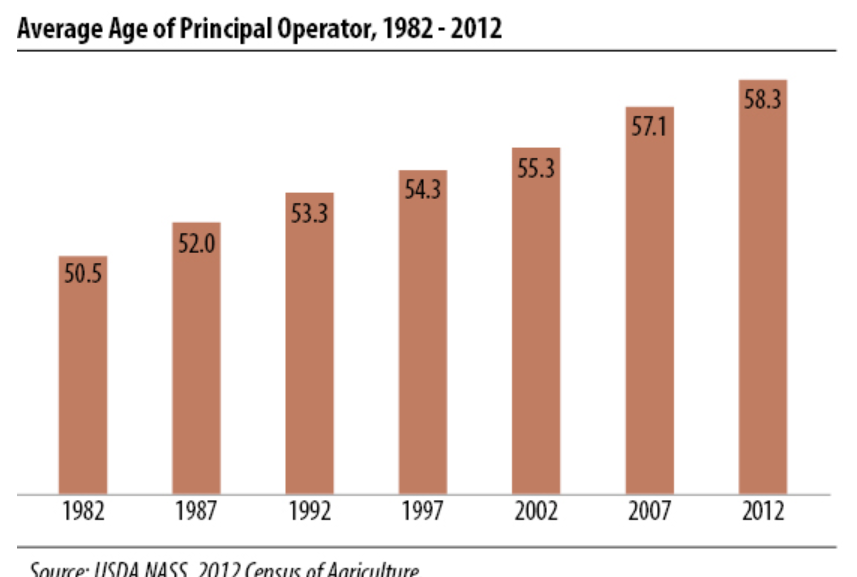 Average Age of Principal Operator, 1982 - 2012
58.3
57.1
55.3
54.3
53.3
52.0
50.5
1982 1987 1992 1997 2002 2007 2012
Source: USDA NASS, 2012 Census of Agriculture